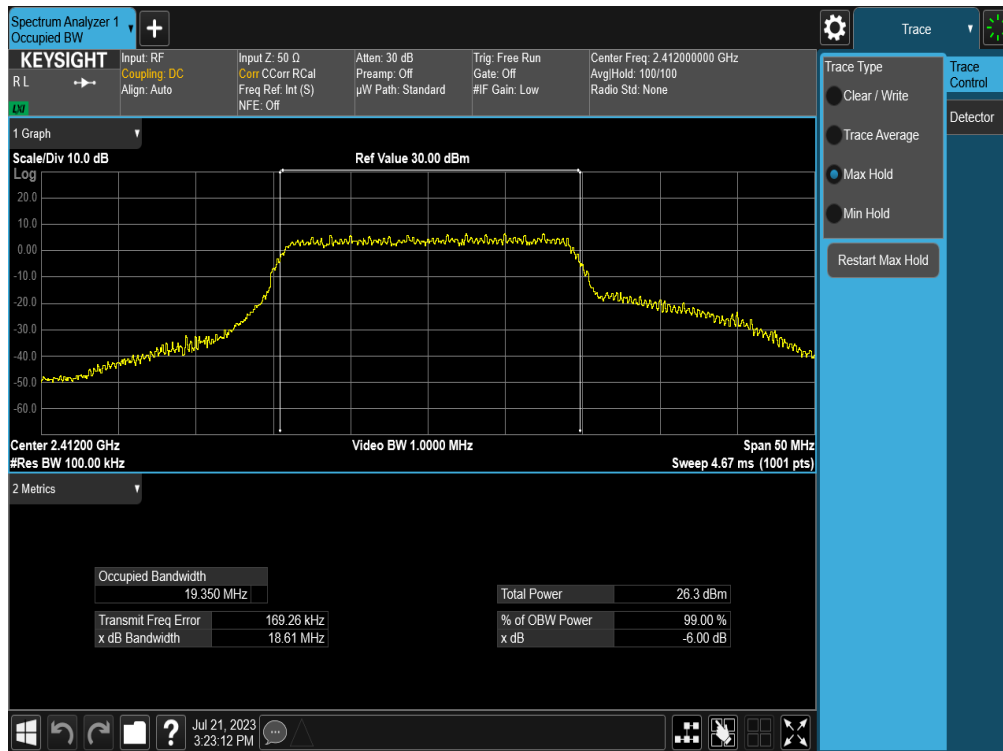 Spectrum Analyzer 1
Occupied BW
+
Trace
KEYSIGHT
R L
LXI
Input: RF
Coupling: DC
Align: Auto
Input Z: 50 Ω
Corr CCorr RCal
Freq Ref: Int (S)
NFE: Off
Atten: 30 dB
Preamp: Off
µW Path: Standard
Trig: Free Run
Gate: Off
#IF Gain: Low
Center Freq: 2.412000000 GHz
Avg|Hold: 100/100
Radio Std: None
Trace Type
Clear / Write
Trace Average
Max Hold
Min Hold
Restart Max Hold
Trace
Control
Detector
1 Graph
Scale/Div 10.0 dB
Ref Value 30.00 dBm
Log
20.0
10.0
0.00
-10.0
-20.0
-30.0
-40.0
-50.0
-60.0
Center 2.41200 GHz
Video BW 1.0000 MHz
Span 50 MHz
#Res BW 100.00 kHz
Sweep 4.67 ms (1001 pts)
2 Metrics
Occupied Bandwidth
19.350 MHz
Total Power 26.3 dBm
Transmit Freq Error 169.26 kHz
% of OBW Power 99.00 %
x dB Bandwidth 18.61 MHz
x dB -6.00 dB
?
Jul 21, 2023
3:23:12 PM